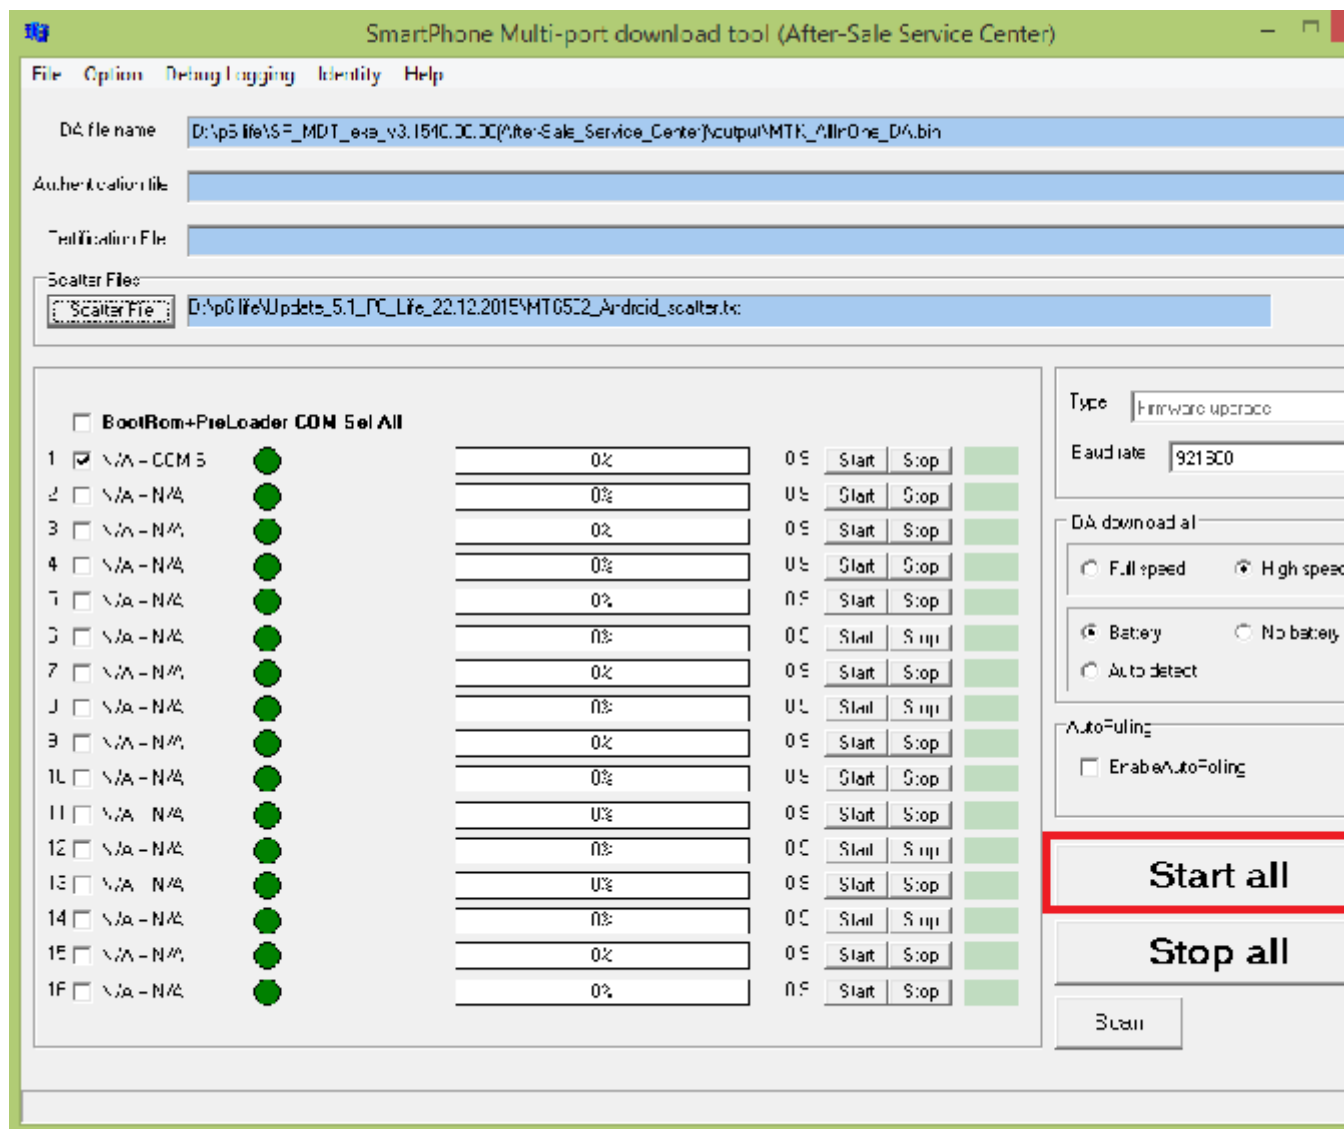 SmartPhone Multi-port download tool (After-Sale Service Center)
File Option Debug Logging Identity Help
DA file name
Authentication file
Certification File
Scatter Files
Scatter File
BootRom+PreLoader COM Sel All
1 N/A - COM 0% 0 S Start Stop
2 N/A - N/A 0% 0 S Start Stop
3 N/A - N/A 0% 0 S Start Stop
4 N/A - N/A 0% 0 S Start Stop
5 N/A - N/A 0% 0 S Start Stop
6 N/A - N/A 0% 0 S Start Stop
7 N/A - N/A 0% 0 S Start Stop
8 N/A - N/A 0% 0 S Start Stop
9 N/A - N/A 0% 0 S Start Stop
10 N/A - N/A 0% 0 S Start Stop
11 N/A - N/A 0% 0 S Start Stop
12 N/A - N/A 0% 0 S Start Stop
13 N/A - N/A 0% 0 S Start Stop
14 N/A - N/A 0% 0 S Start Stop
15 N/A - N/A 0% 0 S Start Stop
16 N/A - N/A 0% 0 S Start Stop
Type Firmware upgrade
Baud rate 921600
DA download all
Full speed High speed
Battery No battery
Auto detect
AutoPolling
EnableAutoPolling
Start all
Stop all
Scan